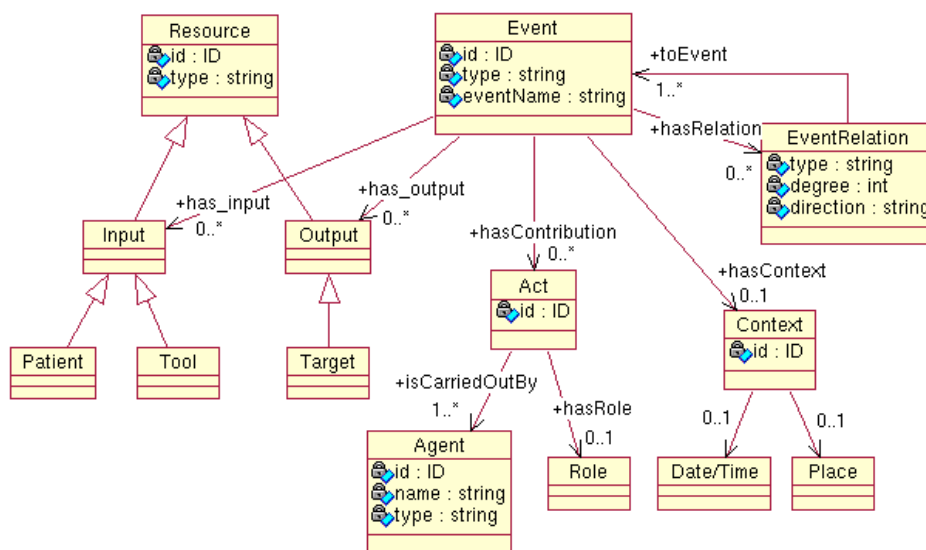 Resource
id : ID
type : string
Event
id : ID
type : string
eventName : string
+toEvent
1..*
+hasRelation
0..*
EventRelation
type : string
degree : int
direction : string
+has_input
0..*
+has_output
0..*
Input
Output
+hasContribution
0..*
+hasContext
0..1
Act
id : ID
Context
id : ID
Patient
Tool
Target
+isCarriedOutBy
1..*
+hasRole
0..1
0..1
0..1
Agent
id : ID
name : string
type : string
Role
Date/Time
Place